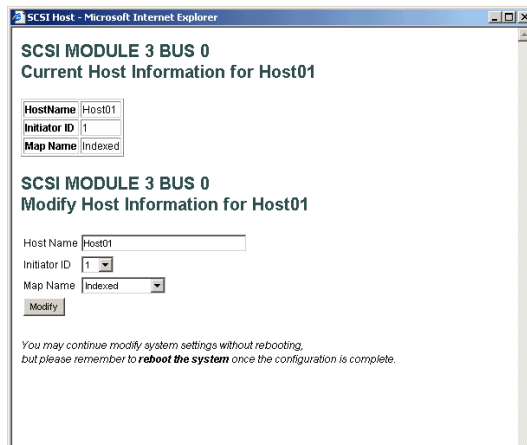 SCSI Host - Microsoft Internet Explorer
SCSI MODULE 3 BUS 0
Current Host Information for Host01
HostName Host01
Initiator ID 1
Map Name Indexed
SCSI MODULE 3 BUS 0
Modify Host Information for Host01
Host Name Host01
Initiator ID 1
Map Name Indexed
Modify
You may continue modify system settings without rebooting,
but please remember to reboot the system once the configuration is complete.